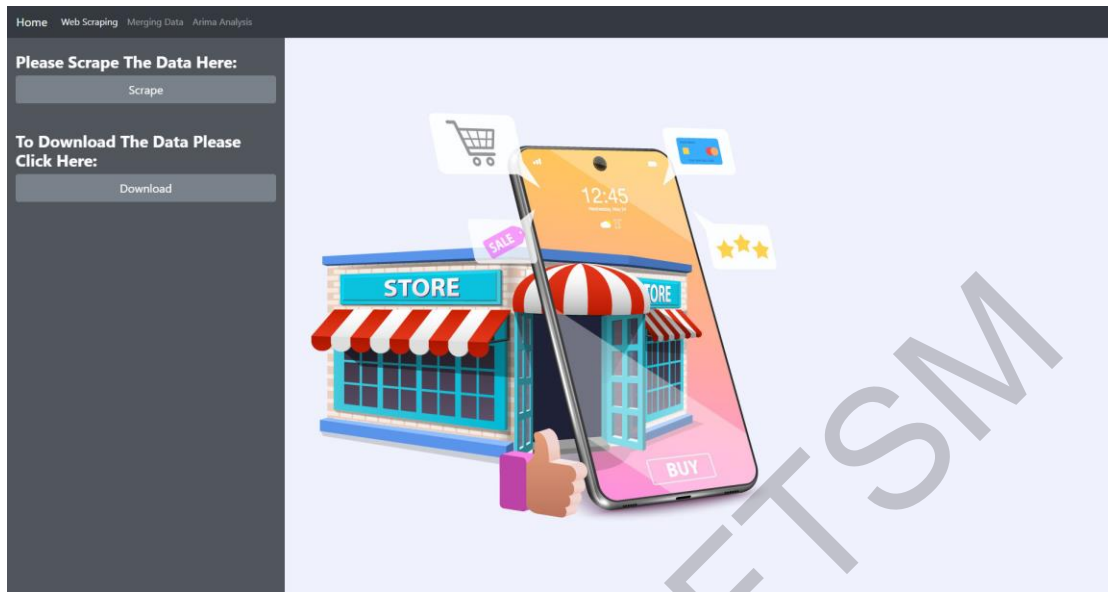 Home Web Scraping Merging Data Arima Analysis
Please Scrape The Data Here:
Scrape
To Download The Data Please
Click Here:
Download
12:45
SALE
STORE
TORE
BUY
FTSM